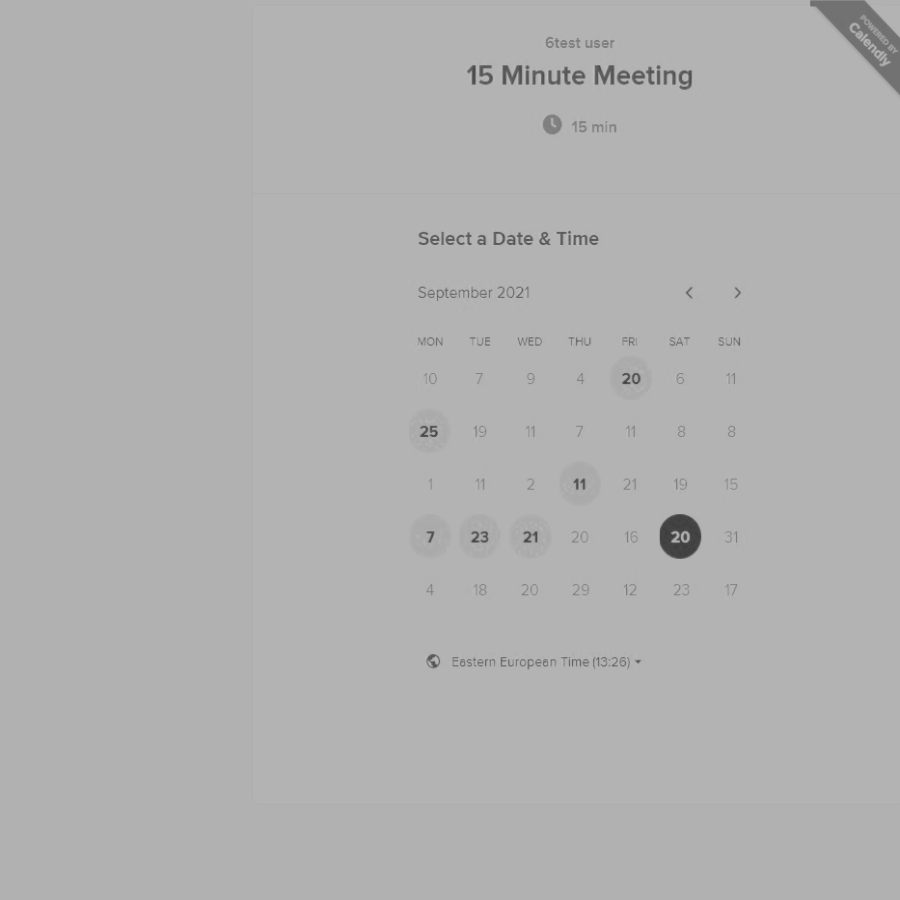 POWERED BY
Calendly
6test user
15 Minute Meeting
15 min
Select a Date & Time
September 2021
MON TUE WED THU FRI SAT SUN
10 7 9 4 20 6 11
25 19 11 7 11 8 8
1 11 2 11 21 19 15
7 23 21 20 16 20 31
4 18 20 29 12 23 17
Eastern European Time (13:26)